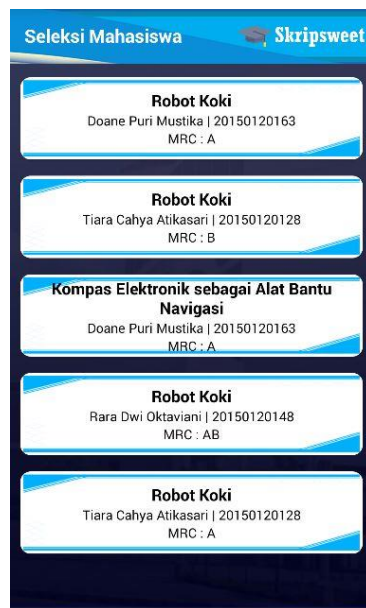 Seleksi Mahasiswa Skripsweet
Robot Koki
Doane Puri Mustika | 20150120163
MRC : A
Robot Koki
Tiara Cahya Atikasari | 20150120128
MRC : B
Kompas Elektronik sebagai Alat Bantu
Navigasi
Doane Puri Mustika | 20150120163
MRC : A
Robot Koki
Rara Dwi Oktaviani | 20150120148
MRC : AB
Robot Koki
Tiara Cahya Atikasari | 20150120128
MRC : A